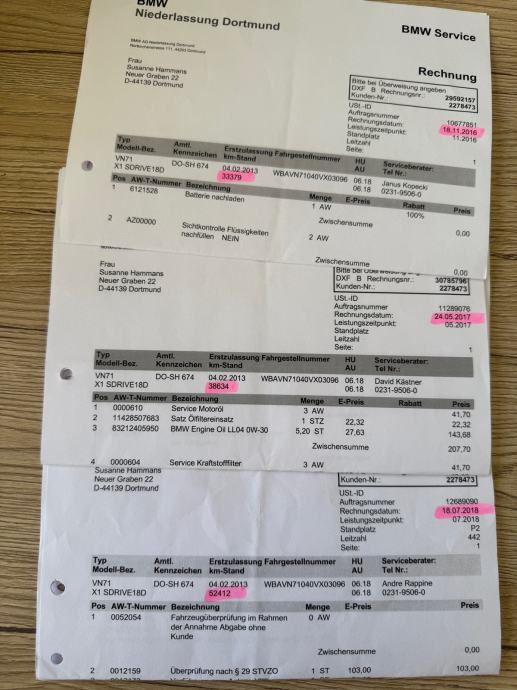 BMW
Niederlassung Dortmund
BMW Service
BMW AG Niederlassung Dortmund
Rechnung
Frau
Susanne Hammans
Neuer Graben 22
D-44139 Dortmund
Bitte bei Überweisung angeben
DXF B Rechnungsnr.: 29592157
Kunden-Nr.: 2278473
USt.-ID
Auftragsnummer 10677851
Rechnungsdatum: 18.11.2016
Leistungszeitpunkt: 11.2016
Standplatz
Leitzahl
Seite: 1
Typ Amtl. Erstzulassung Fahrgestellnummer HU Serviceberater:
Modell-Bez. Kennzeichen km-Stand AU Tel Nr.:
VN71 DO-SH 674 04.02.2013 WBAVN71040VX03096 06.18 Janus Kopecki
X1 SDRIVE18D 33379 06.18 0231-9506-0
Pos AW-T-Nummer Bezeichnung Menge E-Preis Rabatt Preis
1 6121528 Batterie nachladen 1 AW 100% 0,00
Zwischensumme
2 AZ00000 Sichtkontrolle Flüssigkeiten 2 AW
nachfüllen NEIN
Zwischensumme 0,00
Frau
Susanne Hammans
Neuer Graben 22
D-44139 Dortmund
Bitte bei Überweisung
DXF B Rechnungsnr.: 30785796
Kunden-Nr.: 2278473
USt.-ID
Auftragsnummer 11289076
Rechnungsdatum: 24.05.2017
Leistungszeitpunkt: 05.2017
Standplatz
Leitzahl
Seite: 1
Typ Amtl. Erstzulassung Fahrgestellnummer HU Serviceberater:
Modell-Bez. Kennzeichen km-Stand AU Tel Nr.:
VN71 DO-SH 674 04.02.2013 WBAVN71040VX03096 06.18 David Kästner
X1 SDRIVE18D 38634 06.18 0231-9506-0
Pos AW-T-Nummer Bezeichnung Menge E-Preis Rabatt Preis
1 0000610 Service Motoröl 3 AW 41,70
2 11428507683 Satz Ölfiltereinsatz 1 STZ 22,32 22,32
3 83212405950 BMW Engine Oil LL04 0W-30 5,20 ST 27,63 143,68
Zwischensumme 207,70
4 0000604 Service Kraftstofffilter 3 AW 41,70
Susanne Hammans
Neuer Graben 22
D-44139 Dortmund
Kunden-Nr.: 2278473
USt.-ID
Auftragsnummer 12689090
Rechnungsdatum: 18.07.2018
Leistungszeitpunkt: 07.2018
Standplatz P2
Leitzahl 442
Seite: 1
Typ Amtl. Erstzulassung Fahrgestellnummer HU Serviceberater:
Modell-Bez. Kennzeichen km-Stand AU Tel Nr.:
VN71 DO-SH 674 04.02.2013 WBAVN71040VX03096 06.18 Andre Rappine
X1 SDRIVE18D 52412 06.18 0231-9506-0
Pos AW-T-Nummer Bezeichnung Menge E-Preis Preis
1 0052054 Fahrzeugüberprüfung im Rahmen 0 AW
der Annahme Abgabe ohne
Kunde
Zwischensumme 0,00
2 0012159 Überprüfung nach § 29 STVZO 1 ST 103,00 103,00